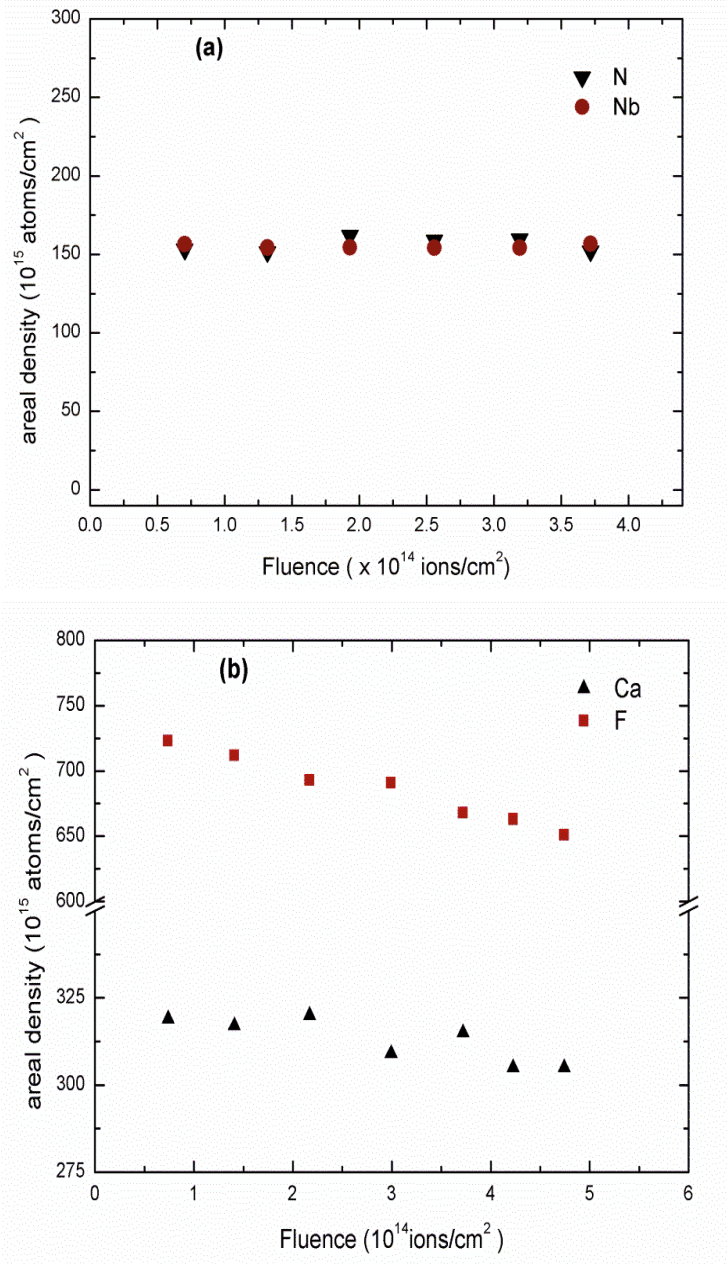 (a)
N
Nb
300
250
200
150
100
50
0
areal density (10¹⁵ atoms/cm²)
0.0 0.5 1.0 1.5 2.0 2.5 3.0 3.5 4.0
Fluence ( x 10¹⁴ ions/cm²)
(b)
Ca
F
800
750
700
650
600
325
300
275
areal density (10¹⁵ atoms/cm²)
0 1 2 3 4 5 6
Fluence (10¹⁴ions/cm²)